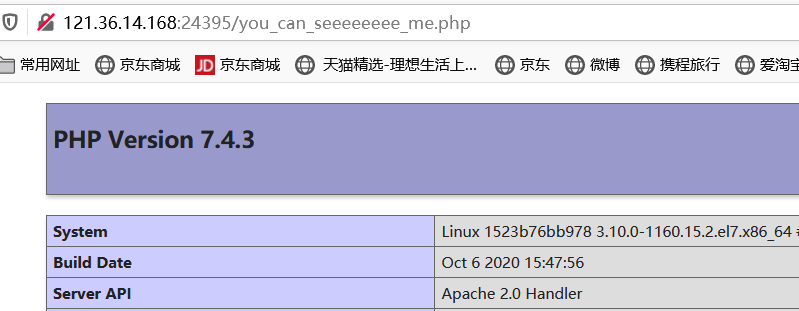 121.36.14.168:24395/you_can_seeeeeeeee_me.php
常用网址 京东商城 JD 京东商城 天猫精选-理想生活上... 京东 微博 携程旅行 爱淘宝
PHP Version 7.4.3
System Linux 1523b76bb978 3.10.0-1160.15.2.el7.x86_64 #
Build Date Oct 6 2020 15:47:56
Server API Apache 2.0 Handler